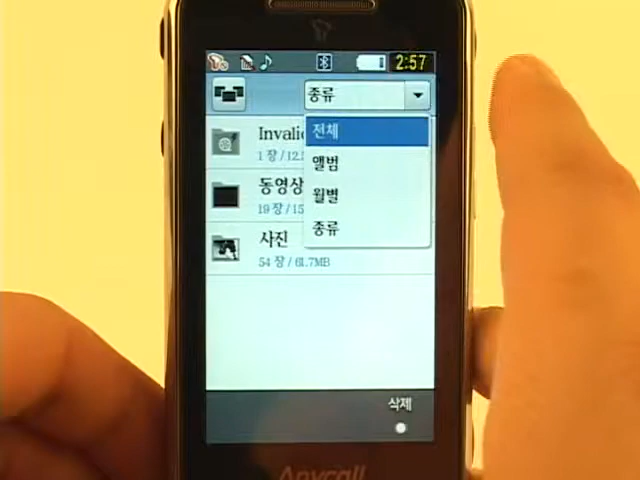 2:57
종류
전체
앨범
월별
종류
1 장 / 12.
동영상
19 장 / 15
사진
54 장 / 61.7MB
삭제
Anycall